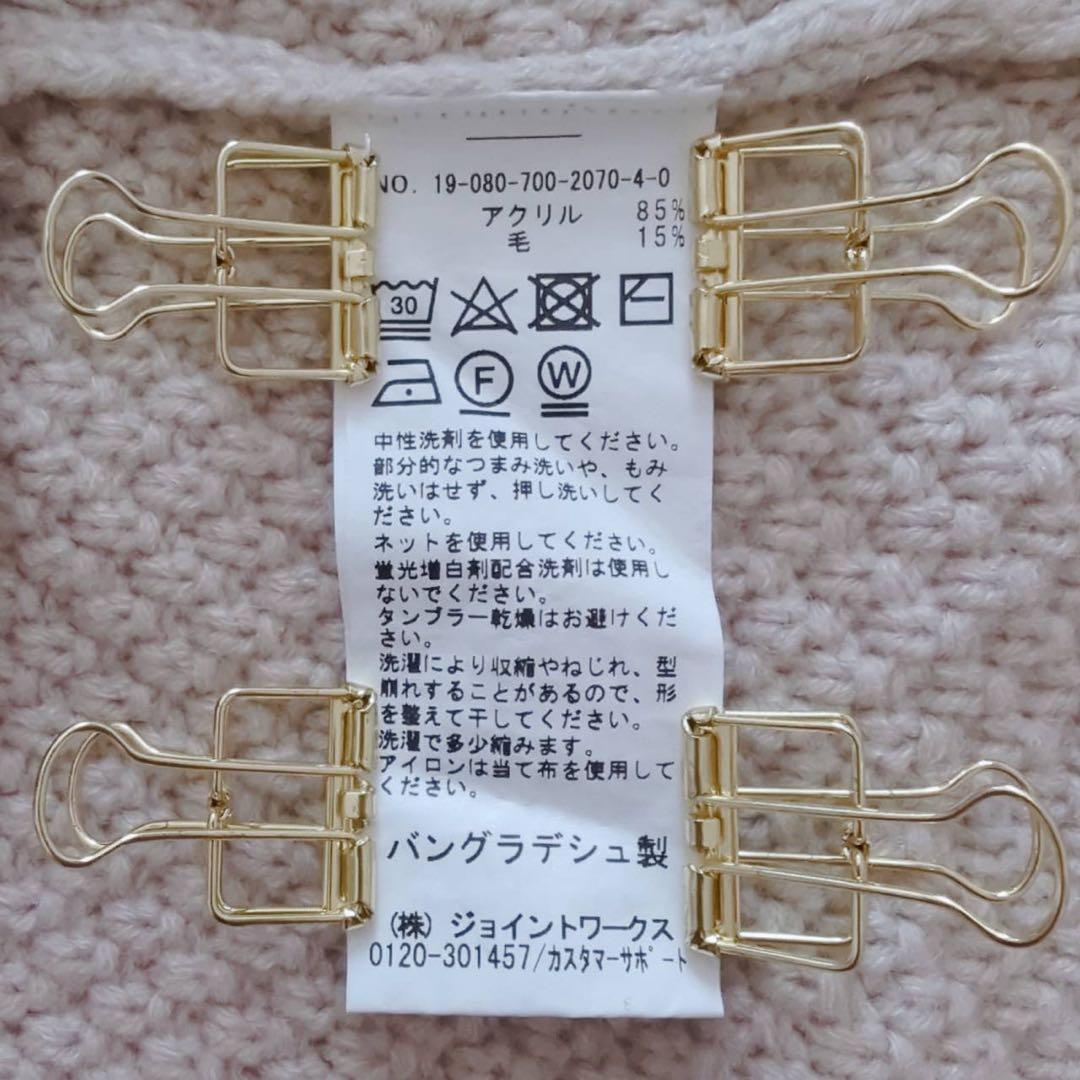 NO. 19-080-700-2070-4-0
アクリル 85%
毛 15%
30
F W
中性洗剤を使用してください。
部分的なつまみ洗いや、もみ
洗いはせず、押し洗いしてく
ださい。
ネットを使用してください。
蛍光増白剤配合洗剤は使用し
ないでください。
タンブラー乾燥はお避けくだ
さい。
洗濯により収縮やねじれ、型
崩れすることがあるので、形
を整えて干してください。
洗濯で多少縮みます。
アイロンは当て布を使用して
ください。
バングラデシュ製
(株) ジョイントワークス
0120-301457/カスタマーサポート